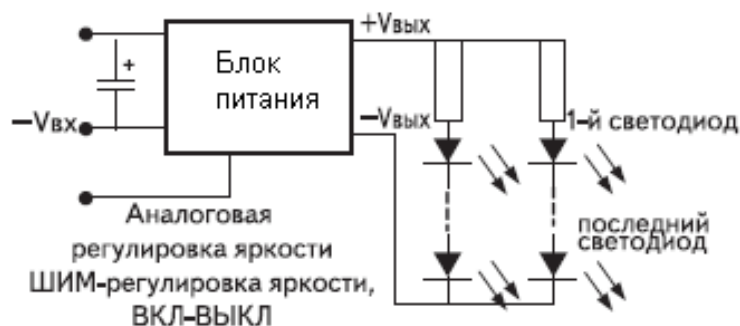 +Vвых
+
Блок
питания
−Vвх
−Vвых
1-й светодиод
последний
светодиод
Аналоговая
регулировка яркости
ШИМ-регулировка яркости,
ВКЛ-ВЫКЛ